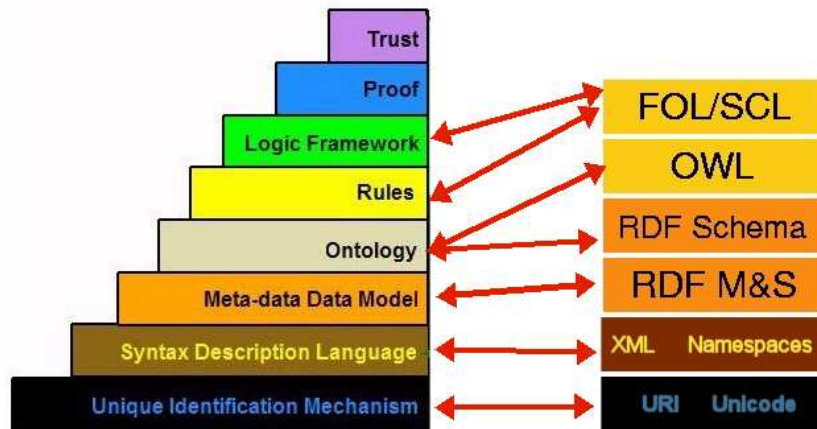 Trust
Proof
Logic Framework
Rules
Ontology
Meta-data Data Model
Syntax Description Language
Unique Identification Mechanism
FOL/SCL
OWL
RDF Schema
RDF M&S
XML Namespaces
URI Unicode